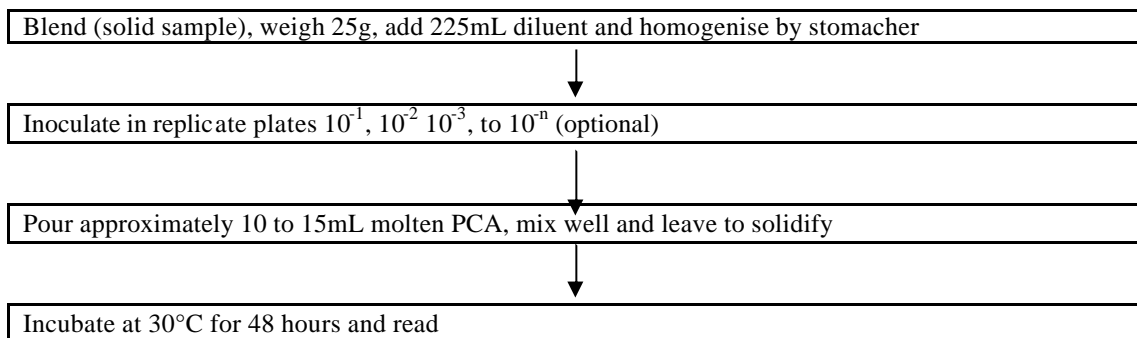 Blend (solid sample), weigh 25g, add 225mL diluent and homogenise by stomacher
Inoculate in replicate plates 10⁻¹, 10⁻² 10⁻³, to 10⁻ⁿ (optional)
Pour approximately 10 to 15mL molten PCA, mix well and leave to solidify
Incubate at 30°C for 48 hours and read